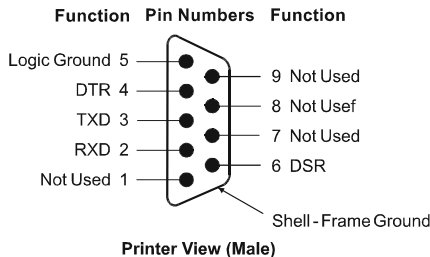 Function Pin Numbers Function
Logic Ground 5
9 Not Used
DTR 4
8 Not Usef
TXD 3
7 Not Used
RXD 2
6 DSR
Not Used 1
Shell - Frame Ground
Printer View (Male)